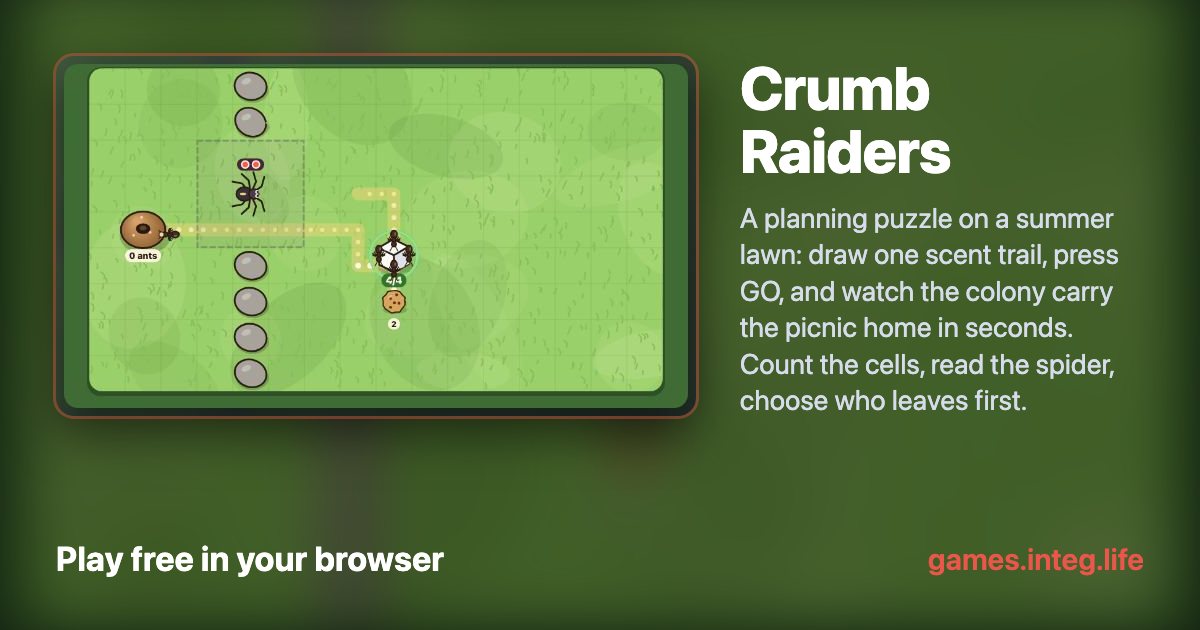 Crumb
Raiders
A planning puzzle on a summer
lawn: draw one scent trail, press
GO, and watch the colony carry
the picnic home in seconds.
Count the cells, read the spider,
choose who leaves first.
0 ants
4/4
2
Play free in your browser
games.integ.life